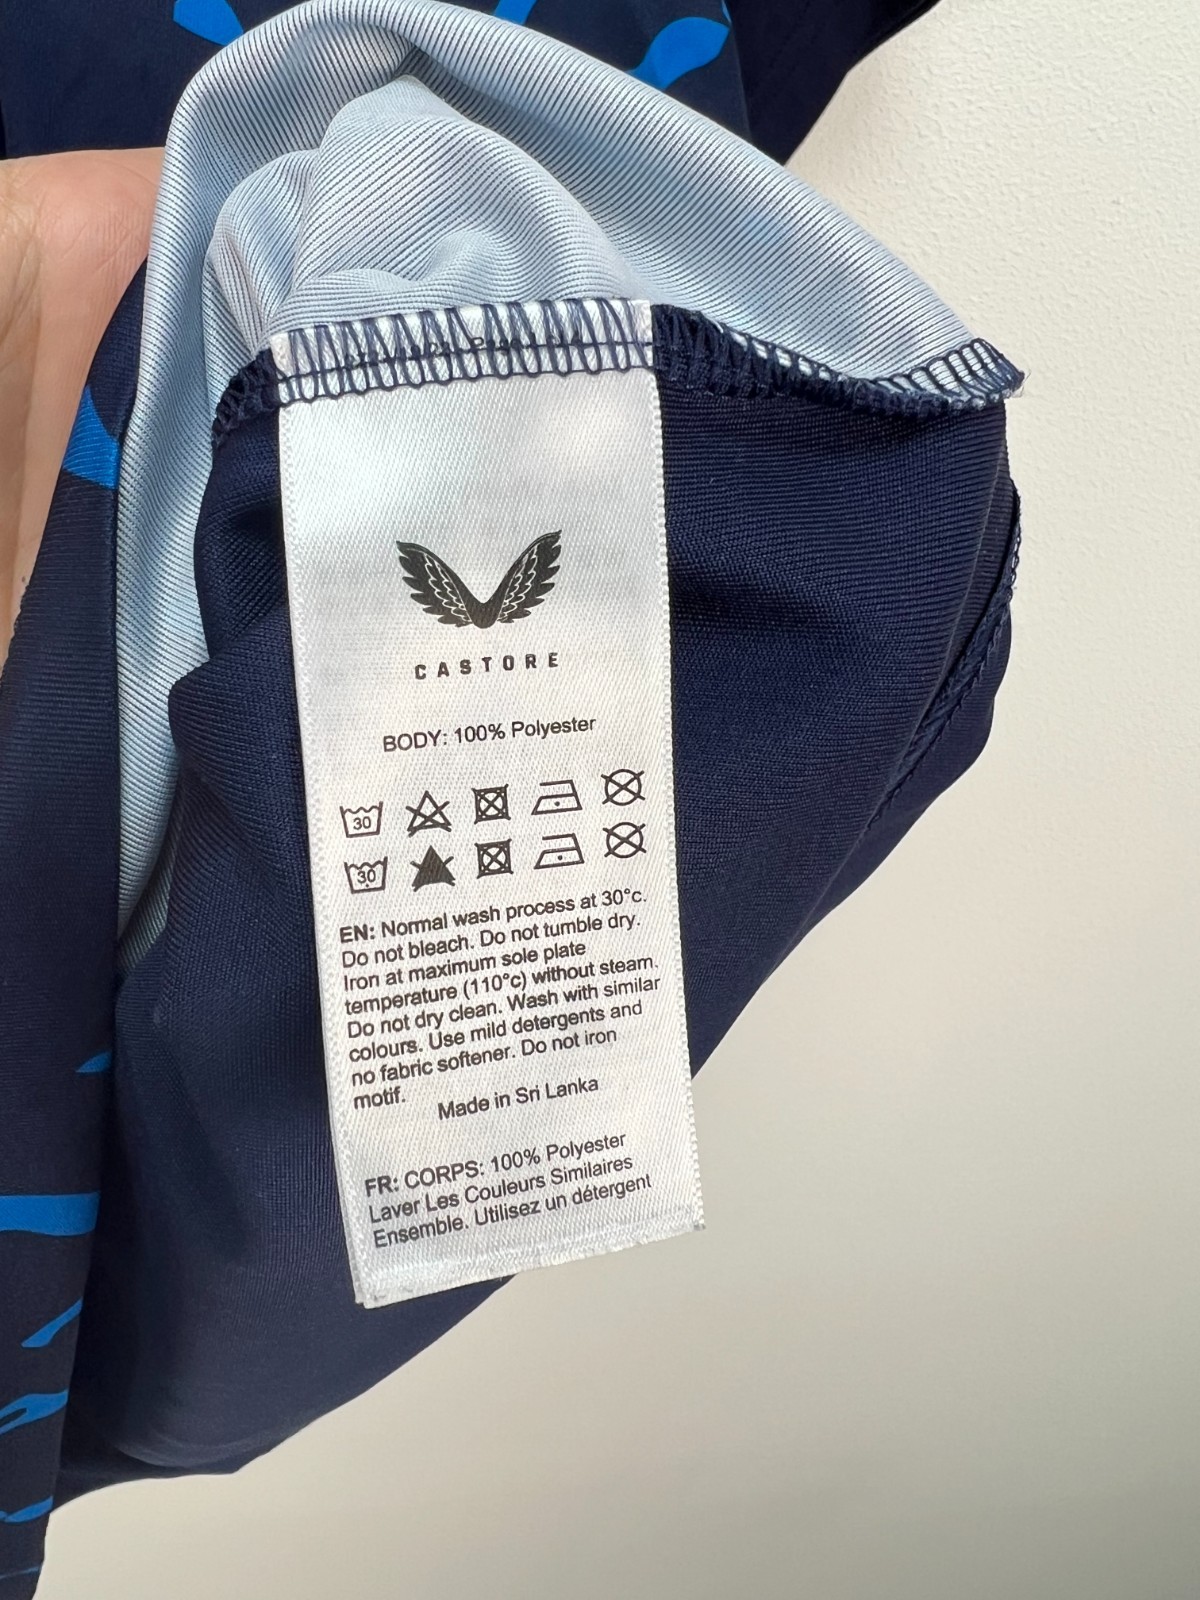 CASTORE
BODY: 100% Polyester
30
30
EN: Normal wash process at 30°c.
Do not bleach. Do not tumble dry.
Iron at maximum sole plate
temperature (110°c) without steam.
Do not dry clean. Wash with similar
colours. Use mild detergents and
no fabric softener. Do not iron
motif.
Made in Sri Lanka
FR: CORPS: 100% Polyester
Laver Les Couleurs Similaires
Ensemble. Utilisez un détergent